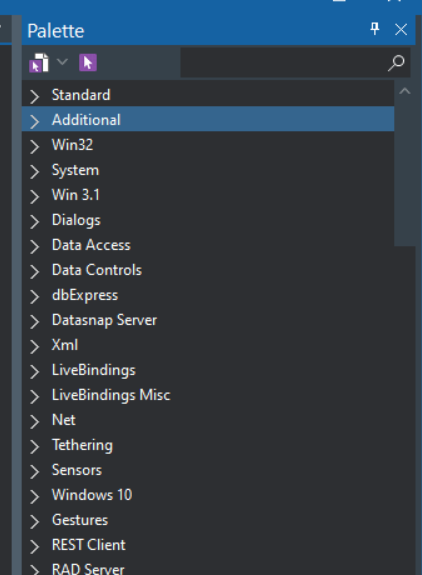 Palette
Standard
Additional
Win32
System
Win 3.1
Dialogs
Data Access
Data Controls
dbExpress
Datasnap Server
Xml
LiveBindings
LiveBindings Misc
Net
Tethering
Sensors
Windows 10
Gestures
REST Client
RAD Server